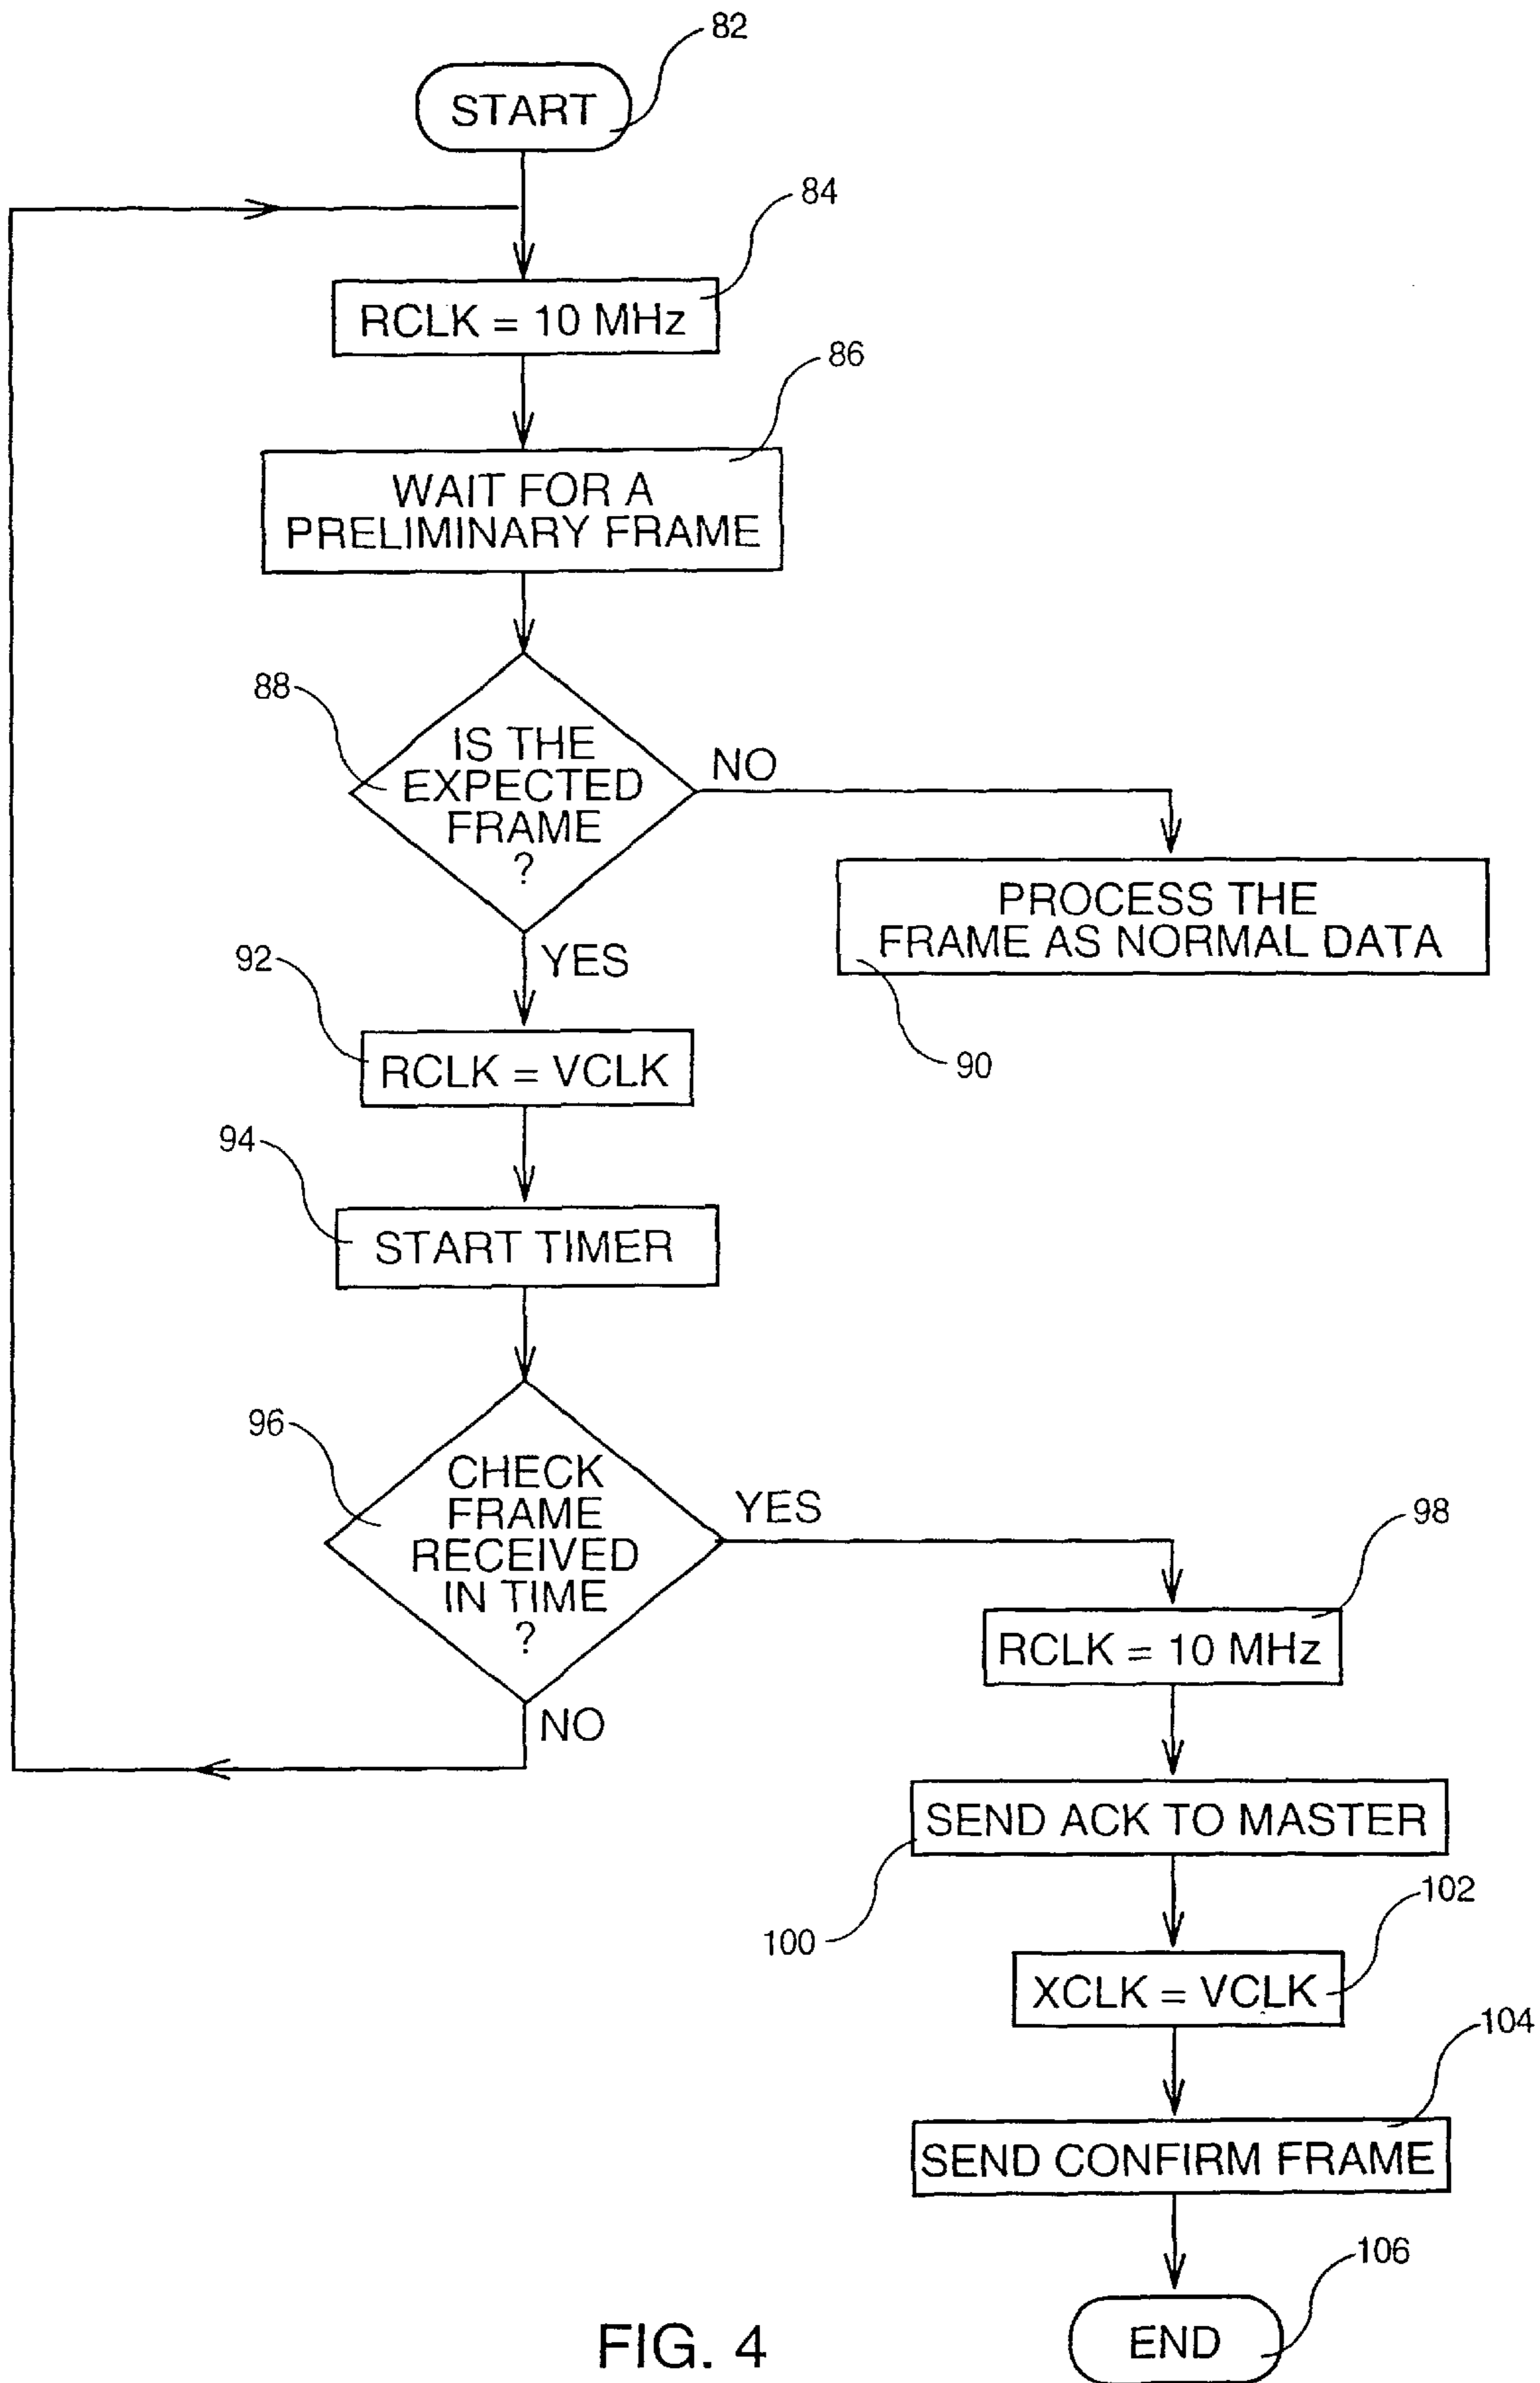 82
START
84
RCLK = 10 MHz
86
WAIT FOR A
PRELIMINARY FRAME
88
IS THE
EXPECTED
FRAME
?
NO
PROCESS THE
FRAME AS NORMAL DATA
90
YES
92
RCLK = VCLK
94
START TIMER
96
CHECK
FRAME
RECEIVED
IN TIME
?
YES
NO
98
RCLK = 10 MHz
SEND ACK TO MASTER
100
102
XCLK = VCLK
104
SEND CONFIRM FRAME
106
END
FIG. 4